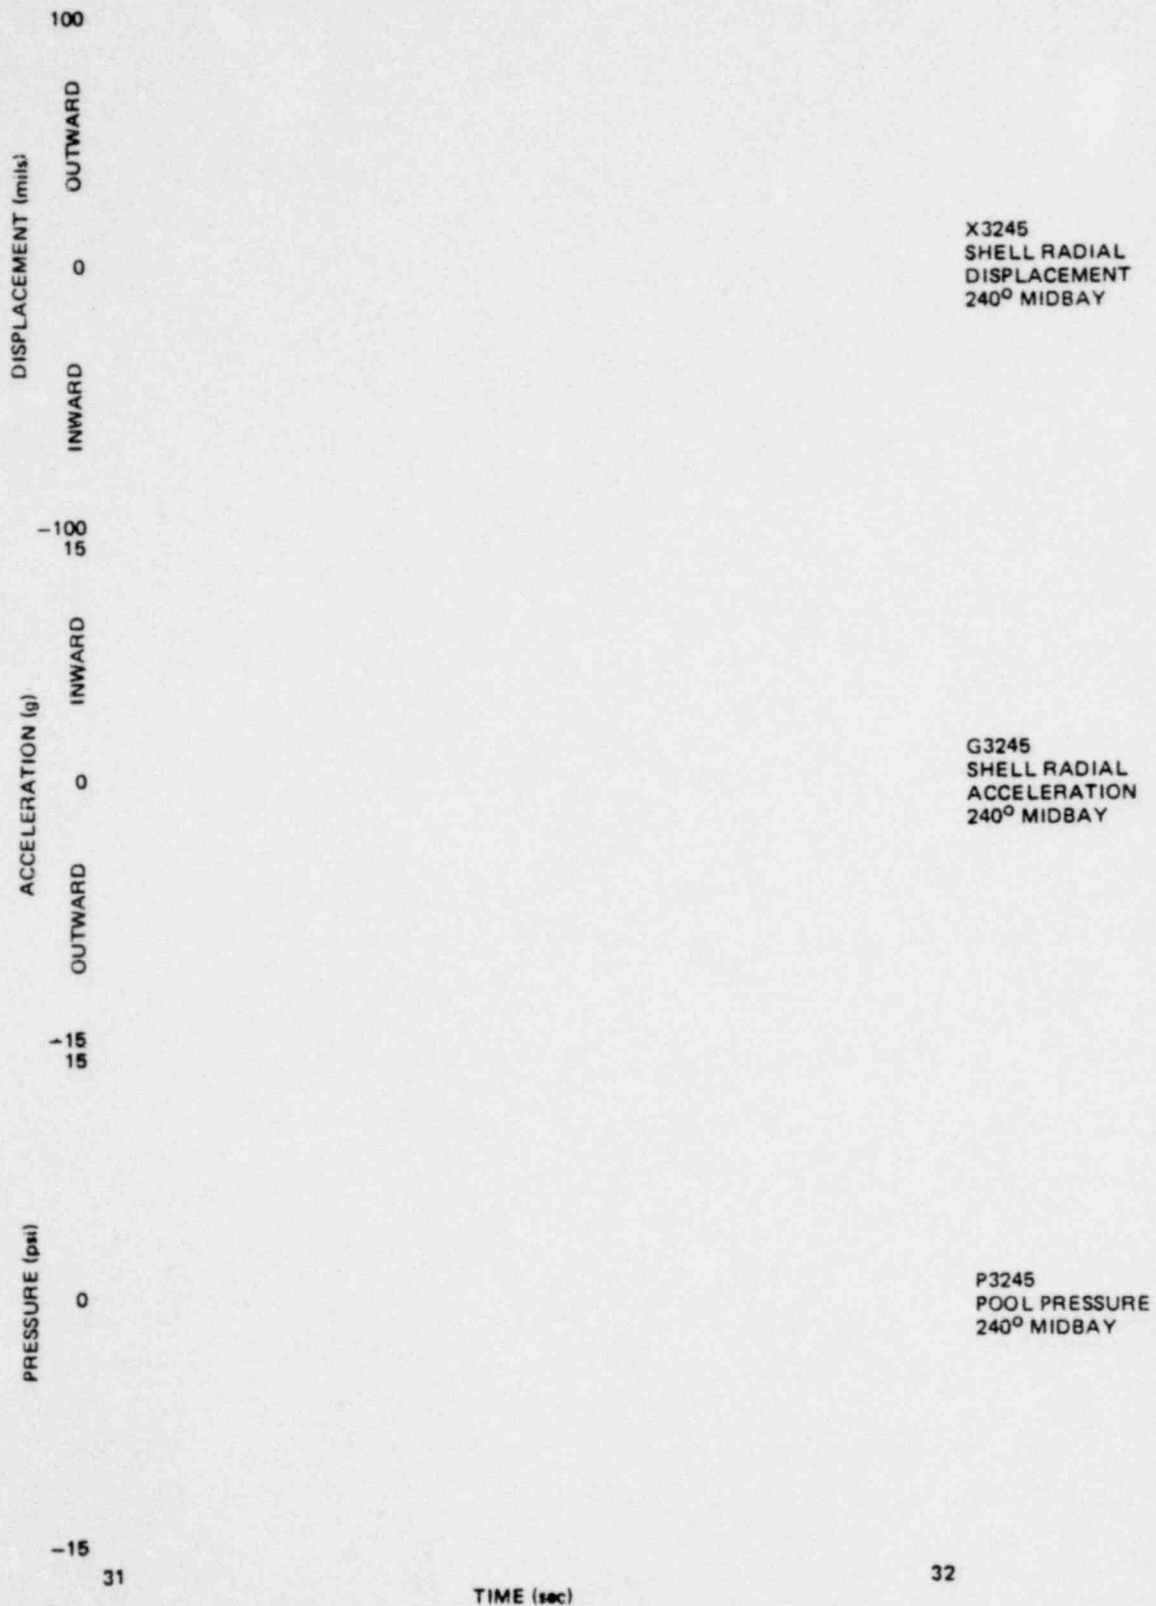 100
OUTWARD
DISPLACEMENT (mils)
0
INWARD
-100
X3245
SHELL RADIAL
DISPLACEMENT
240° MIDBAY
15
INWARD
ACCELERATION (g)
0
OUTWARD
-15
G3245
SHELL RADIAL
ACCELERATION
240° MIDBAY
15
PRESSURE (psi)
0
-15
P3245
POOL PRESSURE
240° MIDBAY
31
32
TIME (sec)